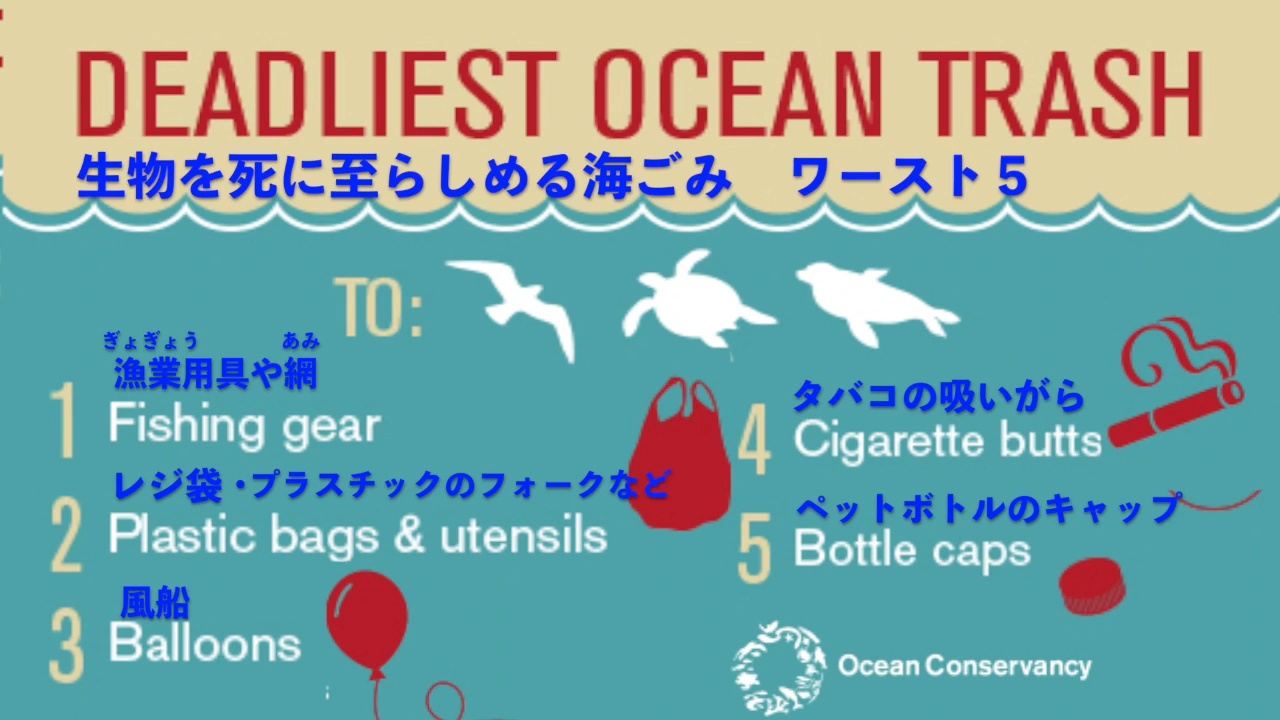 DEADLIEST OCEAN TRASH
生物を死に至らしめる海ごみ　ワースト５
TO:
ぎょぎょう　あみ
漁業用具や網
1 Fishing gear
レジ袋・プラスチックのフォークなど
2 Plastic bags & utensils
風船
3 Balloons
タバコの吸いがら
4 Cigarette butts
ペットボトルのキャップ
5 Bottle caps
Ocean Conservancy